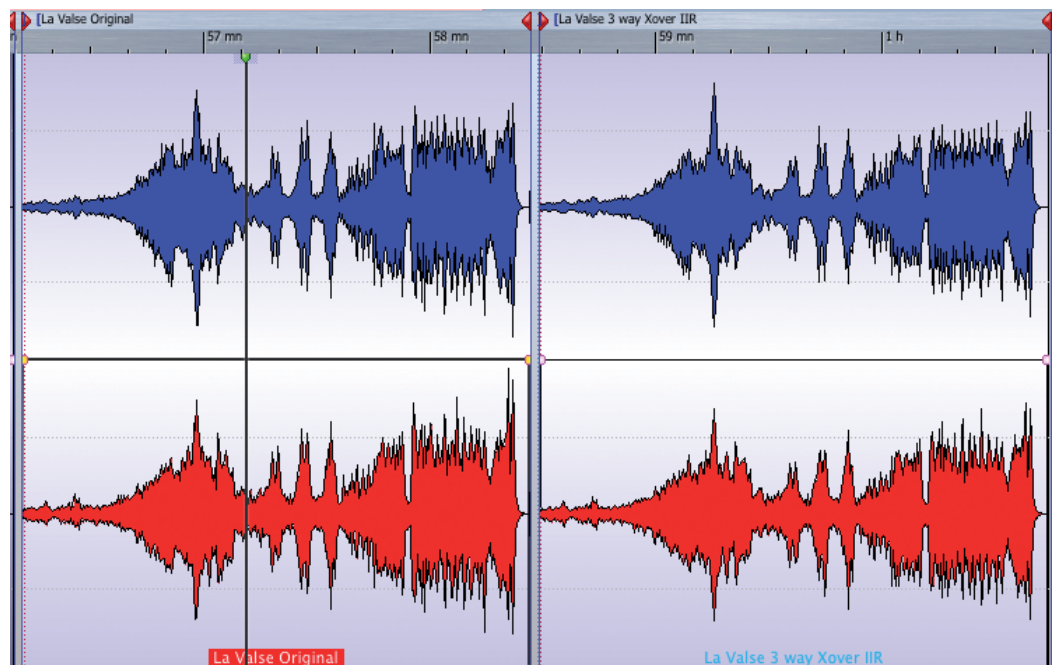 [La Valse Original
[La Valse 3 way Xover IIR
57 mn
58 mn
59 mn
1 h
La Valse Original
La Valse 3 way Xover IIR